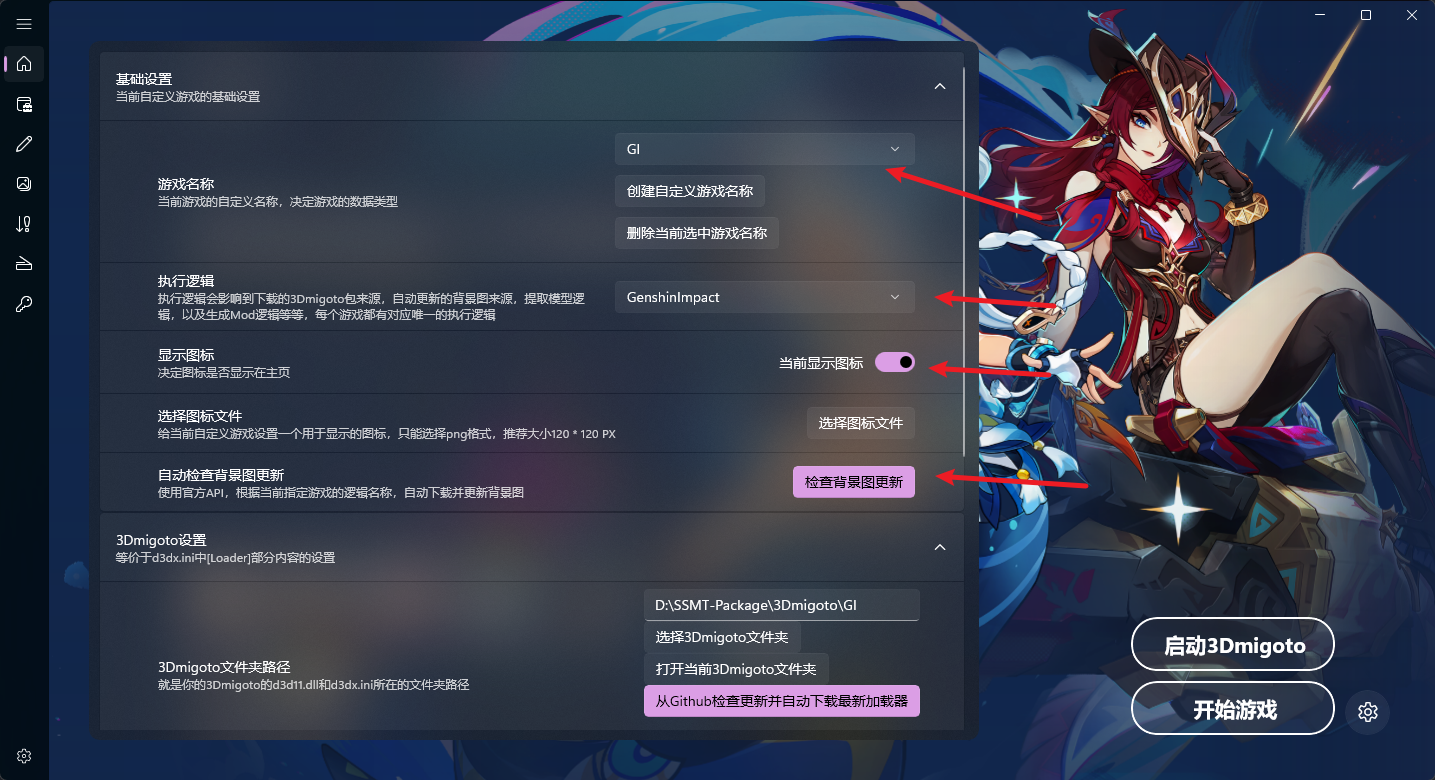 基础设置
当前自定义游戏的基础设置
游戏名称
当前游戏的自定义名称，决定游戏的数据类型
GI
创建自定义游戏名称
删除当前选中游戏名称
执行逻辑
执行逻辑会影响到下载的3Dmigoto包来源，自动更新的背景图来源，提取模型逻
辑，以及生成Mod逻辑等等，每个游戏都有对应唯一的执行逻辑
GenshinImpact
显示图标
决定图标是否显示在主页
当前显示图标
选择图标文件
给当前自定义游戏设置一个用于显示的图标，只能选择png格式，推荐大小120 * 120 PX
选择图标文件
自动检查背景图更新
使用官方API，根据当前指定游戏的逻辑名称，自动下载并更新背景图
检查背景图更新
3Dmigoto设置
等价于d3dx.ini中[Loader]部分内容的设置
3Dmigoto文件夹路径
就是你的3Dmigoto的d3d11.dll和d3dx.ini所在的文件夹路径
D:\SSMT-Package\3Dmigoto\GI
选择3Dmigoto文件夹
打开当前3Dmigoto文件夹
从Github检查更新并自动下载最新加载器
启动3Dmigoto
开始游戏